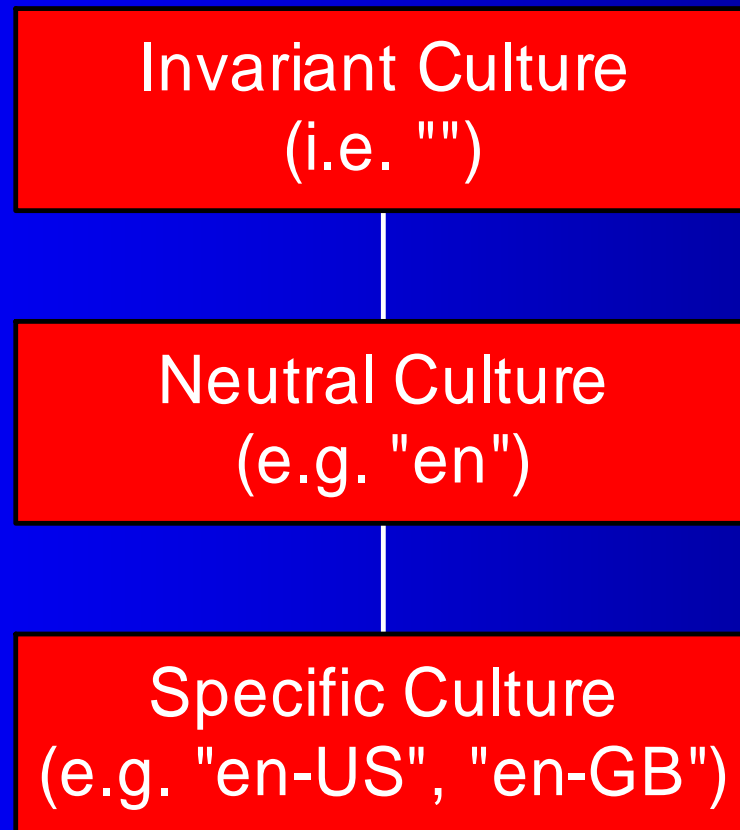 Invariant Culture
(i.e. "")
Neutral Culture
(e.g. "en")
Specific Culture
(e.g. "en-US", "en-GB")